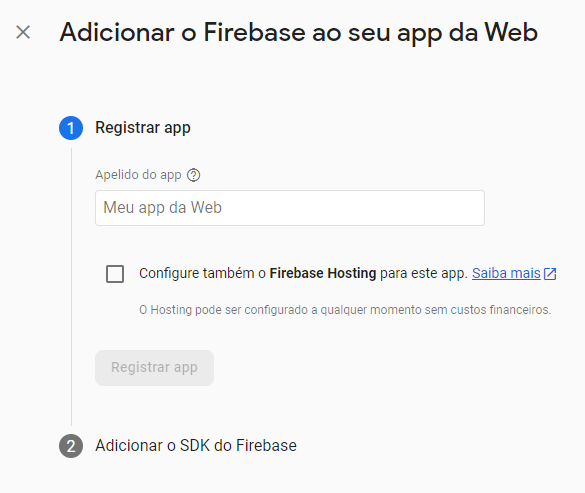 Adicionar o Firebase ao seu app da Web
1 Registrar app
Apelido do app
Meu app da Web
Configure também o Firebase Hosting para este app. Saiba mais
O Hosting pode ser configurado a qualquer momento sem custos financeiros.
Registrar app
2 Adicionar o SDK do Firebase